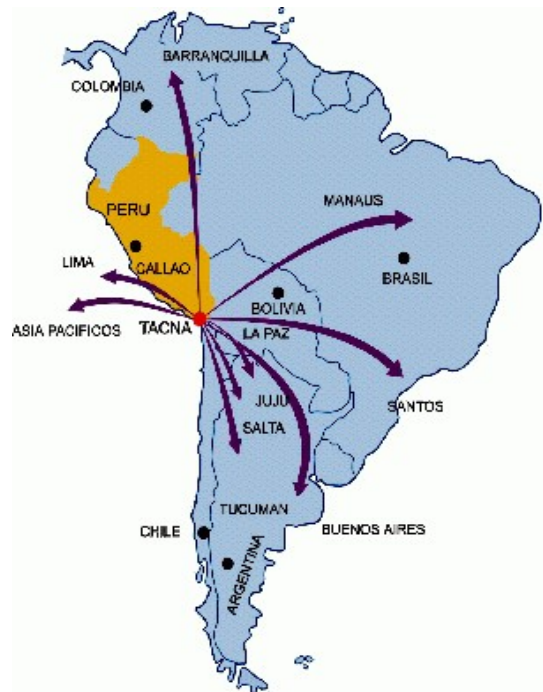 BARRANQUILLA
COLOMBIA
MANAUS
PERU
LIMA
CALLAO
BRASIL
BOLIVIA
ASIA PACIFICOS
TACNA
LA PAZ
JUJU
SANTOS
SALTA
TUCUMAN
BUENOS AIRES
CHILE
ARGENTINA